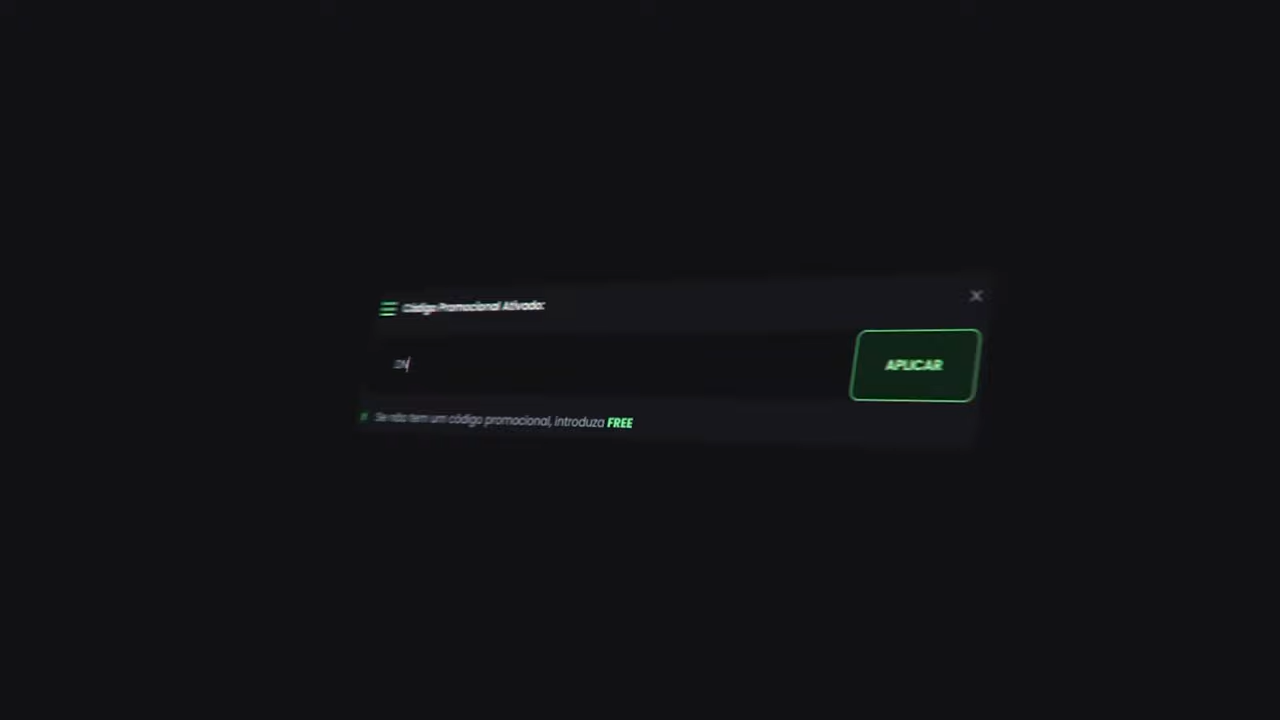 Código Promocional Ativado:
APLICAR
Se não tem um código promocional, introduza FREE